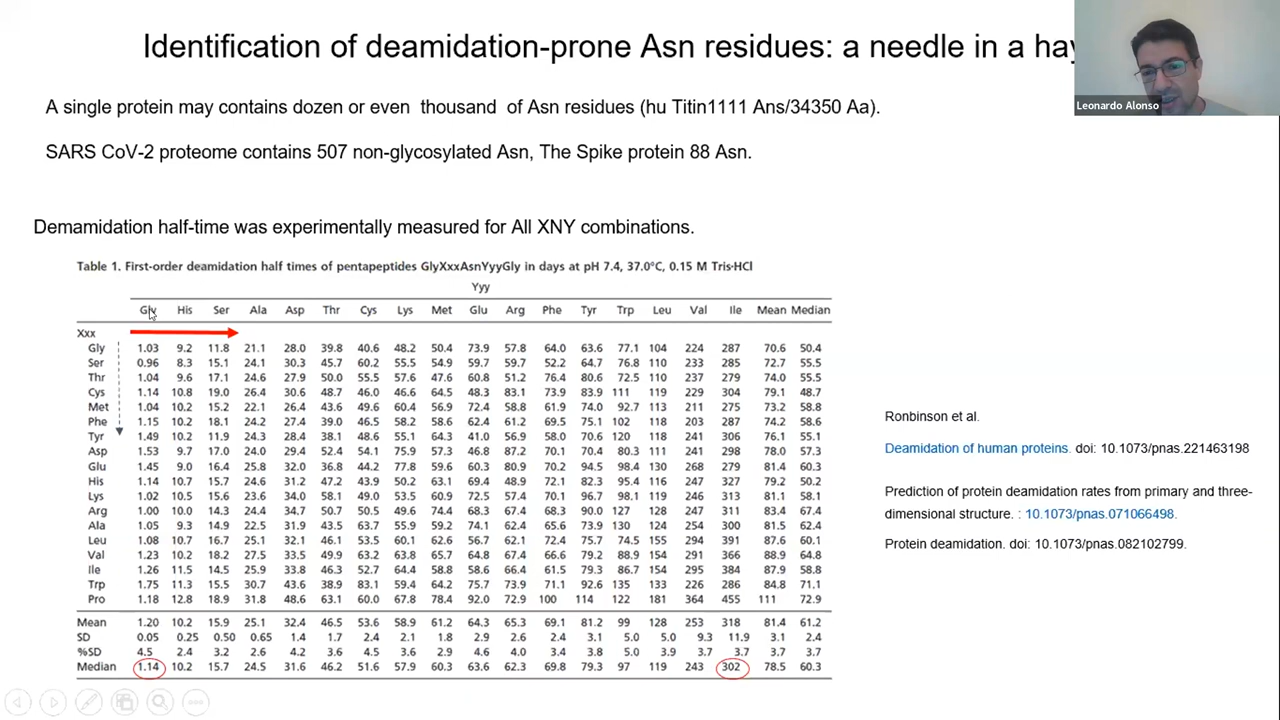 Identification of deamidation-prone Asn residues: a needle in a hay
Leonardo Alonso
A single protein may contains dozen or even thousand of Asn residues (hu Titin1111 Ans/34350 Aa).
SARS CoV-2 proteome contains 507 non-glycosylated Asn, The Spike protein 88 Asn.
Demamidation half-time was experimentally measured for All XNY combinations.
Table 1. First-order deamidation half times of pentapeptides GlyXxxAsnYyyGly in days at pH 7.4, 37.0°C, 0.15 M Tris·HCl
Yyy
Gly His Ser Ala Asp Thr Cys Lys Met Glu Arg Phe Tyr Trp Leu Val Ile Mean Median
Xxx
Gly 1.03 9.2 11.8 21.1 28.0 39.8 40.6 48.2 50.4 73.9 57.8 64.0 63.6 77.1 104 224 287 70.6 50.4
Ser 0.96 8.3 15.1 24.1 30.3 45.7 60.2 55.5 54.9 59.7 59.7 52.2 64.7 76.8 110 233 285 72.7 55.5
Thr 1.04 9.6 17.1 24.6 27.9 50.0 55.5 57.6 47.6 60.8 51.2 76.4 80.6 72.5 110 237 279 74.0 55.5
Cys 1.14 10.8 19.0 26.4 30.6 48.7 46.0 46.6 64.5 48.3 83.1 73.9 83.9 111 119 229 304 79.1 48.7
Met 1.04 10.2 15.2 22.1 26.4 43.6 49.6 60.4 56.9 72.4 58.8 61.9 74.0 92.7 113 211 275 73.2 58.8
Phe 1.15 10.2 18.1 24.2 27.4 39.0 46.5 58.2 58.6 62.4 61.2 69.5 75.1 102 118 203 287 74.2 58.6
Tyr 1.49 10.2 11.9 24.3 28.4 38.1 48.6 55.1 64.3 41.0 56.9 58.0 70.6 120 118 241 306 76.1 55.1
Asp 1.53 9.7 17.0 24.0 29.4 52.4 54.1 75.9 57.3 46.8 87.2 70.1 70.4 80.3 111 241 298 78.0 57.3
Glu 1.45 9.0 16.4 25.8 32.0 36.8 44.2 77.8 59.6 60.3 80.9 70.2 94.5 98.4 130 268 279 81.4 60.3
His 1.14 10.7 15.7 24.6 31.2 47.2 43.9 50.2 63.1 69.4 48.9 72.1 82.3 95.4 116 247 327 79.2 50.2
Lys 1.02 10.5 15.6 23.6 34.0 58.1 49.0 53.5 60.9 72.5 57.4 70.1 96.7 98.1 119 246 313 81.1 58.1
Arg 1.00 10.0 14.3 24.4 34.7 50.7 50.5 49.6 74.4 68.3 67.4 68.3 90.0 127 128 247 311 83.4 67.4
Ala 1.05 9.3 14.9 22.5 31.9 43.5 63.7 55.9 59.2 74.1 62.4 65.6 73.9 130 124 254 300 81.5 62.4
Leu 1.08 10.7 16.7 25.1 32.1 46.1 53.5 60.1 62.6 56.7 61.1 62.4 72.4 74.5 155 294 391 87.6 60.1
Val 1.23 10.2 18.2 27.5 33.5 49.9 63.2 63.8 65.7 64.8 67.4 66.6 79.2 88.9 154 291 366 88.9 64.8
Ile 1.26 11.5 14.5 25.9 33.8 46.3 52.7 64.4 58.8 58.6 66.4 61.5 79.3 86.7 154 295 384 87.9 58.8
Trp 1.75 11.3 15.5 30.7 43.6 38.9 83.1 59.4 64.2 75.7 73.9 71.1 92.6 135 133 226 286 84.8 71.1
Pro 1.18 12.8 18.9 31.8 48.6 63.1 60.0 67.8 78.4 92.0 72.9 100 114 122 181 364 455 111 72.9
Mean 1.20 10.2 15.9 25.1 32.4 46.5 53.6 58.9 61.2 64.3 65.3 69.1 81.2 99 128 253 318 81.4 61.2
SD 0.05 0.25 0.50 0.65 1.4 1.7 2.4 2.1 1.8 2.9 2.6 2.4 3.1 5.0 5.0 9.3 11.9 3.1 2.4
%SD 4.5 2.4 3.2 2.6 4.2 3.6 4.5 3.6 2.9 4.6 4.0 3.4 3.8 5.0 3.9 3.7 3.7 3.7 3.7
Median 1.14 10.2 15.7 24.5 31.6 46.2 51.6 57.9 60.3 63.6 62.3 69.8 79.3 97 119 243 302 78.5 60.3
Ronbinson et al.
Deamidation of human proteins. doi: 10.1073/pnas.221463198
Prediction of protein deamidation rates from primary and three-
dimensional structure. : 10.1073/pnas.071066498.
Protein deamidation. doi: 10.1073/pnas.082102799.